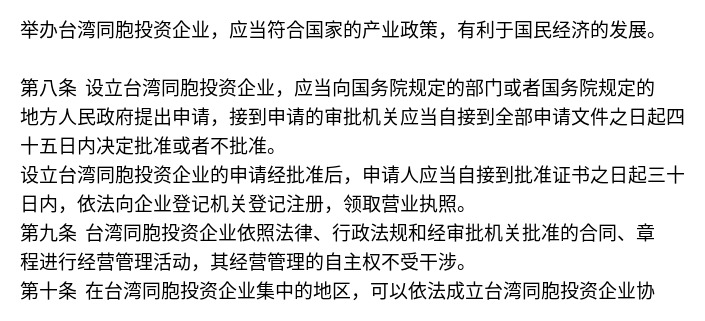 举办台湾同胞投资企业，应当符合国家的产业政策，有利于国民经济的发展。
第八条 设立台湾同胞投资企业，应当向国务院规定的部门或者国务院规定的
地方人民政府提出申请，接到申请的审批机关应当自接到全部申请文件之日起四
十五日内决定批准或者不批准。
设立台湾同胞投资企业的申请经批准后，申请人应当自接到批准证书之日起三十
日内，依法向企业登记机关登记注册，领取营业执照。
第九条 台湾同胞投资企业依照法律、行政法规和经审批机关批准的合同、章
程进行经营管理活动，其经营管理的自主权不受干涉。
第十条 在台湾同胞投资企业集中的地区，可以依法成立台湾同胞投资企业协